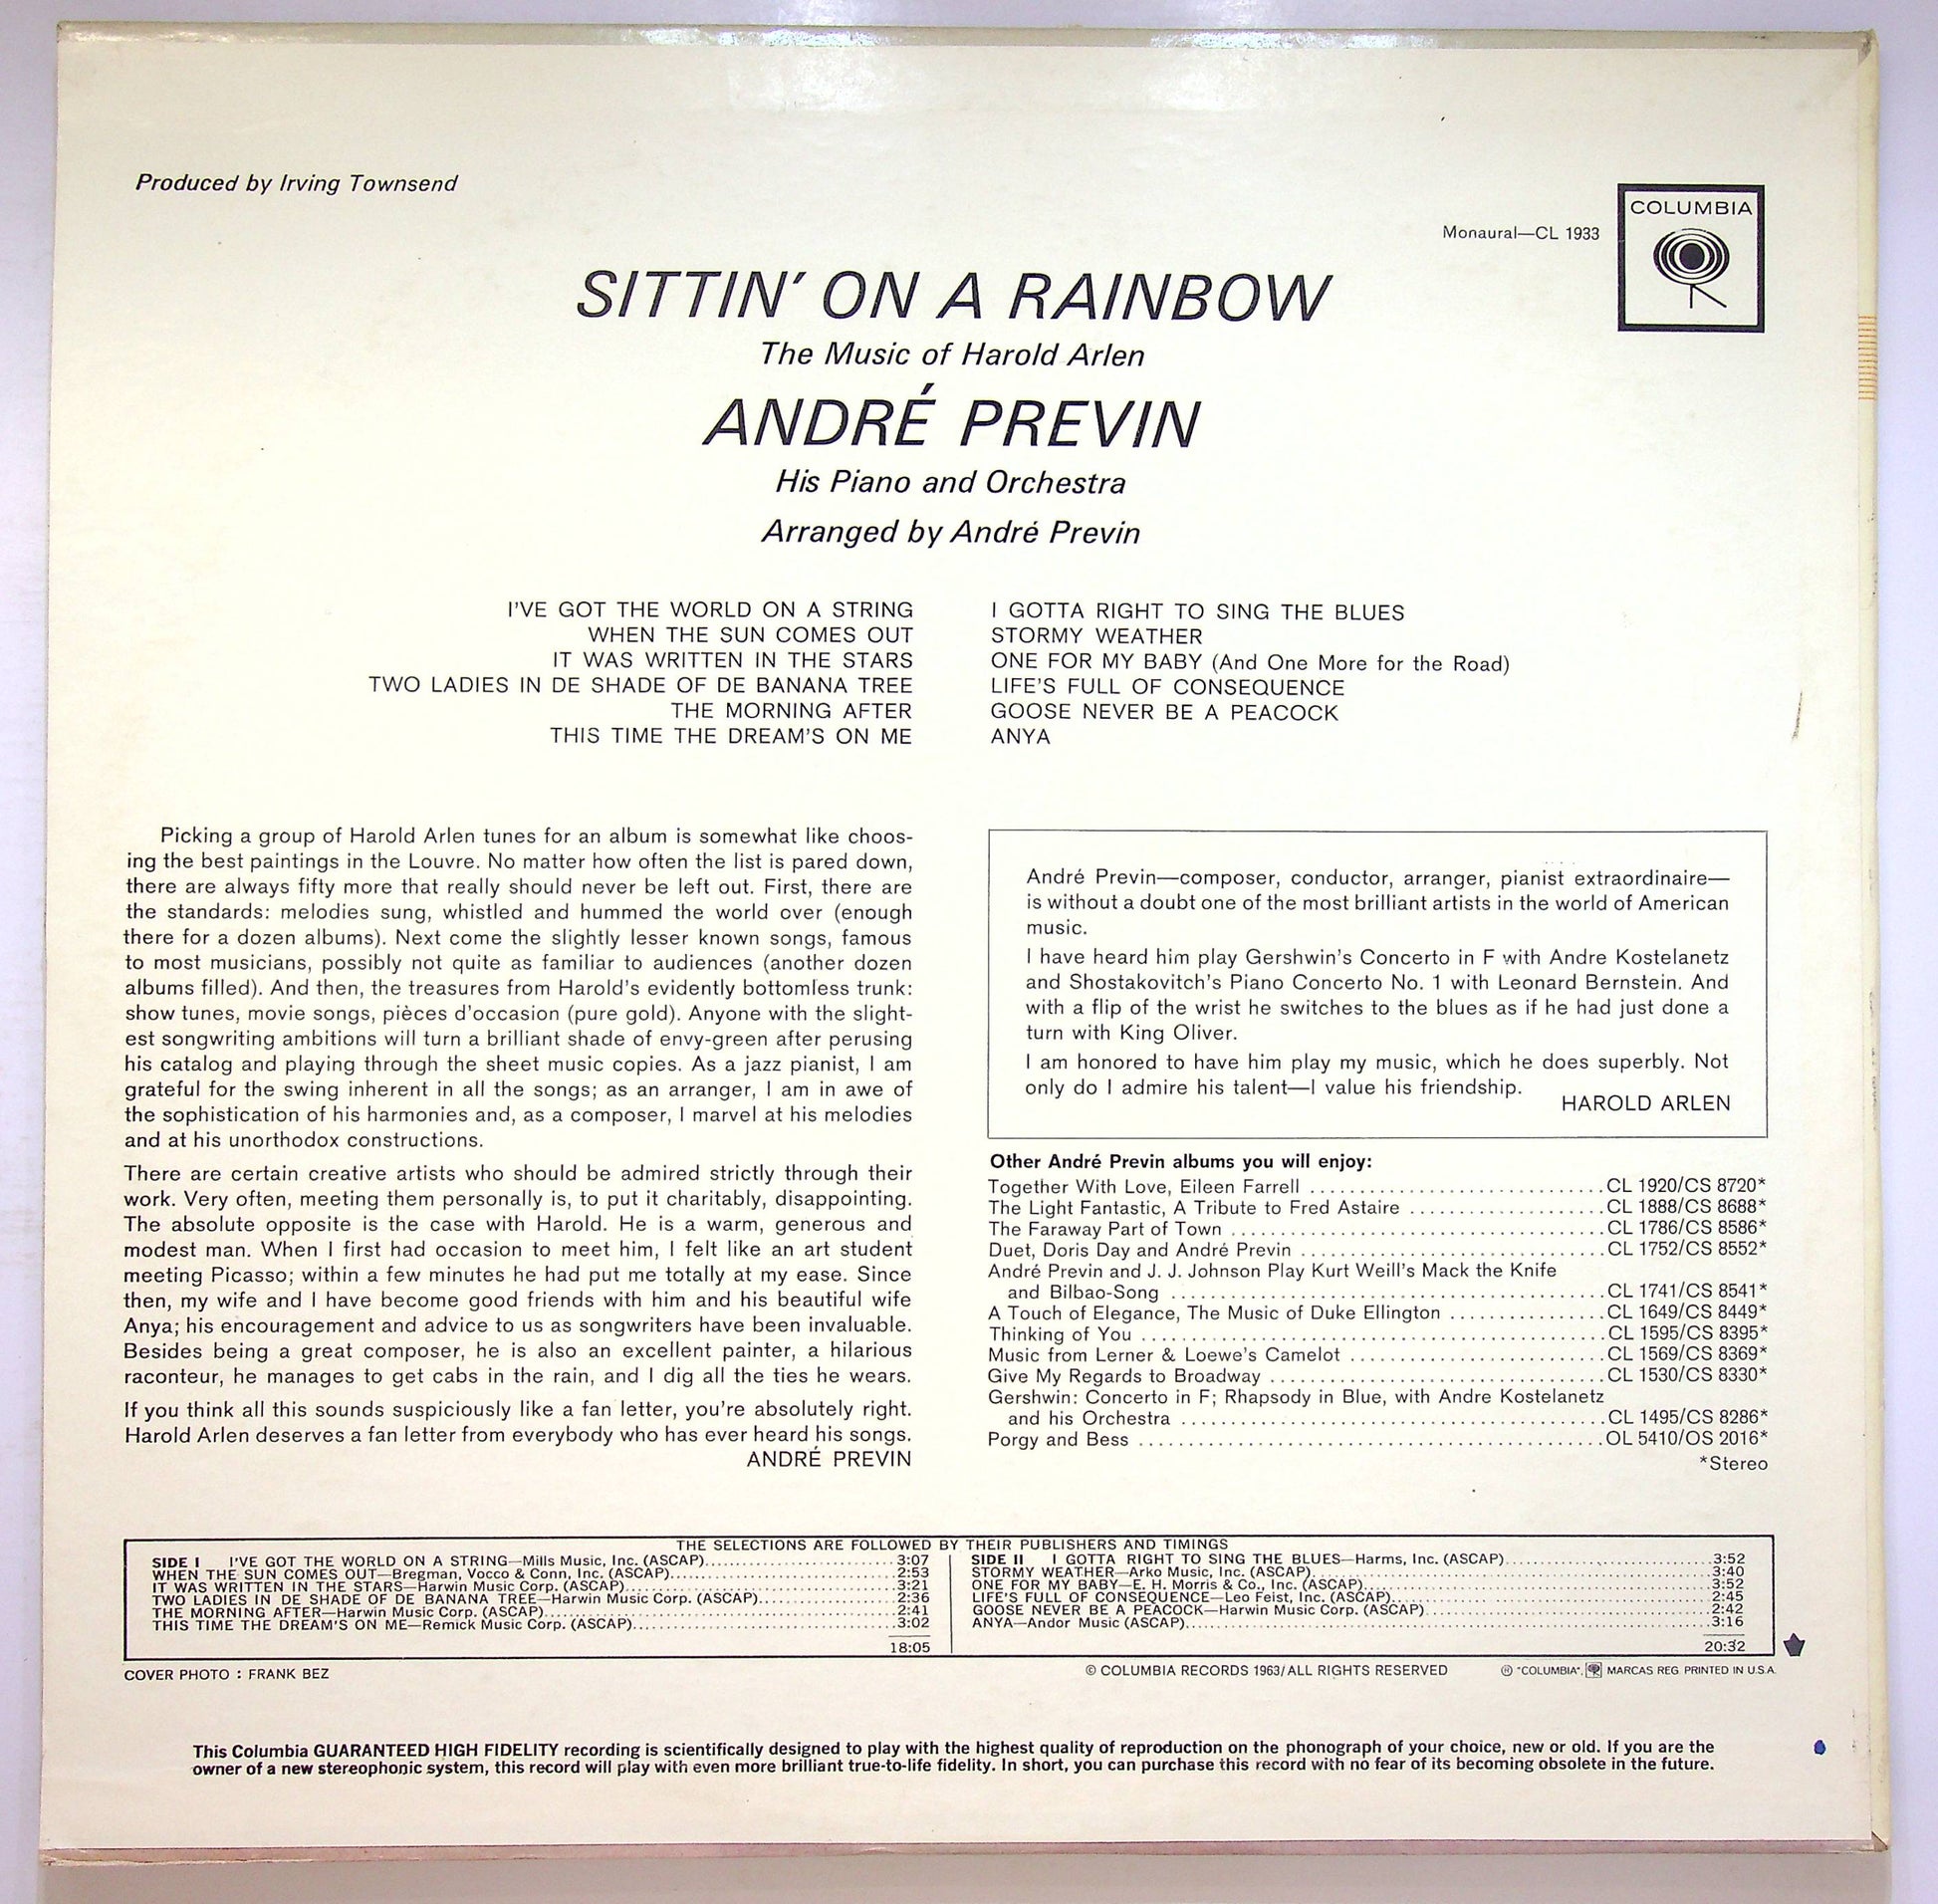 Produced by Irving Townsend
COLUMBIA
Monaural—CL 1933
SITTIN' ON A RAINBOW
The Music of Harold Arlen
ANDRÉ PREVIN
His Piano and Orchestra
Arranged by André Previn
I'VE GOT THE WORLD ON A STRING
WHEN THE SUN COMES OUT
IT WAS WRITTEN IN THE STARS
TWO LADIES IN DE SHADE OF DE BANANA TREE
THE MORNING AFTER
THIS TIME THE DREAM'S ON ME
I GOTTA RIGHT TO SING THE BLUES
STORMY WEATHER
ONE FOR MY BABY (And One More for the Road)
LIFE'S FULL OF CONSEQUENCE
GOOSE NEVER BE A PEACOCK
ANYA
Picking a group of Harold Arlen tunes for an album is somewhat like choos-
ing the best paintings in the Louvre. No matter how often the list is pared down,
there are always fifty more that really should never be left out. First, there are
the standards: melodies sung, whistled and hummed the world over (enough
there for a dozen albums). Next come the slightly lesser known songs, famous
to most musicians, possibly not quite as familiar to audiences (another dozen
albums filled). And then, the treasures from Harold's evidently bottomless trunk:
show tunes, movie songs, pièces d'occasion (pure gold). Anyone with the slight-
est songwriting ambitions will turn a brilliant shade of envy-green after perusing
his catalog and playing through the sheet music copies. As a jazz pianist, I am
grateful for the swing inherent in all the songs; as an arranger, I am in awe of
the sophistication of his harmonies and, as a composer, I marvel at his melodies
and at his unorthodox constructions.
There are certain creative artists who should be admired strictly through their
work. Very often, meeting them personally is, to put it charitably, disappointing.
The absolute opposite is the case with Harold. He is a warm, generous and
modest man. When I first had occasion to meet him, I felt like an art student
meeting Picasso; within a few minutes he had put me totally at my ease. Since
then, my wife and I have become good friends with him and his beautiful wife
Anya; his encouragement and advice to us as songwriters have been invaluable.
Besides being a great composer, he is also an excellent painter, a hilarious
raconteur, he manages to get cabs in the rain, and I dig all the ties he wears.
If you think all this sounds suspiciously like a fan letter, you're absolutely right.
Harold Arlen deserves a fan letter from everybody who has ever heard his songs.
ANDRÉ PREVIN
André Previn—composer, conductor, arranger, pianist extraordinaire—
is without a doubt one of the most brilliant artists in the world of American
music.
I have heard him play Gershwin's Concerto in F with Andre Kostelanetz
and Shostakovitch's Piano Concerto No. 1 with Leonard Bernstein. And
with a flip of the wrist he switches to the blues as if he had just done a
turn with King Oliver.
I am honored to have him play my music, which he does superbly. Not
only do I admire his talent—I value his friendship.
HAROLD ARLEN
Other André Previn albums you will enjoy:
Together With Love, Eileen Farrell ..... CL 1920/CS 8720*
The Light Fantastic, A Tribute to Fred Astaire ..... CL 1888/CS 8688*
The Faraway Part of Town ..... CL 1786/CS 8586*
Duet, Doris Day and André Previn ..... CL 1752/CS 8552*
André Previn and J. J. Johnson Play Kurt Weill's Mack the Knife
and Bilbao-Song ..... CL 1741/CS 8541*
A Touch of Elegance, The Music of Duke Ellington ..... CL 1649/CS 8449*
Thinking of You ..... CL 1595/CS 8395*
Music from Lerner & Loewe's Camelot ..... CL 1569/CS 8369*
Give My Regards to Broadway ..... CL 1530/CS 8330*
Gershwin: Concerto in F; Rhapsody in Blue, with Andre Kostelanetz
and his Orchestra ..... CL 1495/CS 8286*
Porgy and Bess ..... OL 5410/OS 2016*
*Stereo
THE SELECTIONS ARE FOLLOWED BY THEIR PUBLISHERS AND TIMINGS
SIDE I I'VE GOT THE WORLD ON A STRING—Mills Music, Inc. (ASCAP)..... 3:07
WHEN THE SUN COMES OUT—Bregman, Vocco & Conn, Inc. (ASCAP)..... 2:53
IT WAS WRITTEN IN THE STARS—Harwin Music Corp. (ASCAP)..... 3:21
TWO LADIES IN DE SHADE OF DE BANANA TREE—Harwin Music Corp. (ASCAP)..... 2:36
THE MORNING AFTER—Harwin Music Corp. (ASCAP)..... 2:41
THIS TIME THE DREAM'S ON ME—Remick Music Corp. (ASCAP)..... 3:02
18:05
SIDE II I GOTTA RIGHT TO SING THE BLUES—Harms, Inc. (ASCAP)..... 3:52
STORMY WEATHER—Arko Music, Inc. (ASCAP)..... 3:40
ONE FOR MY BABY—E. H. Morris & Co., Inc. (ASCAP)..... 3:52
LIFE'S FULL OF CONSEQUENCE—Leo Feist, Inc. (ASCAP)..... 2:45
GOOSE NEVER BE A PEACOCK—Harwin Music Corp. (ASCAP)..... 2:42
ANYA—Andor Music (ASCAP)..... 3:16
20:32
COVER PHOTO : FRANK BEZ
© COLUMBIA RECORDS 1963/ALL RIGHTS RESERVED
® "COLUMBIA", MARCAS REG. PRINTED IN U.S.A.
This Columbia GUARANTEED HIGH FIDELITY recording is scientifically designed to play with the highest quality of reproduction on the phonograph of your choice, new or old. If you are the
owner of a new stereophonic system, this record will play with even more brilliant true-to-life fidelity. In short, you can purchase this record with no fear of its becoming obsolete in the future.